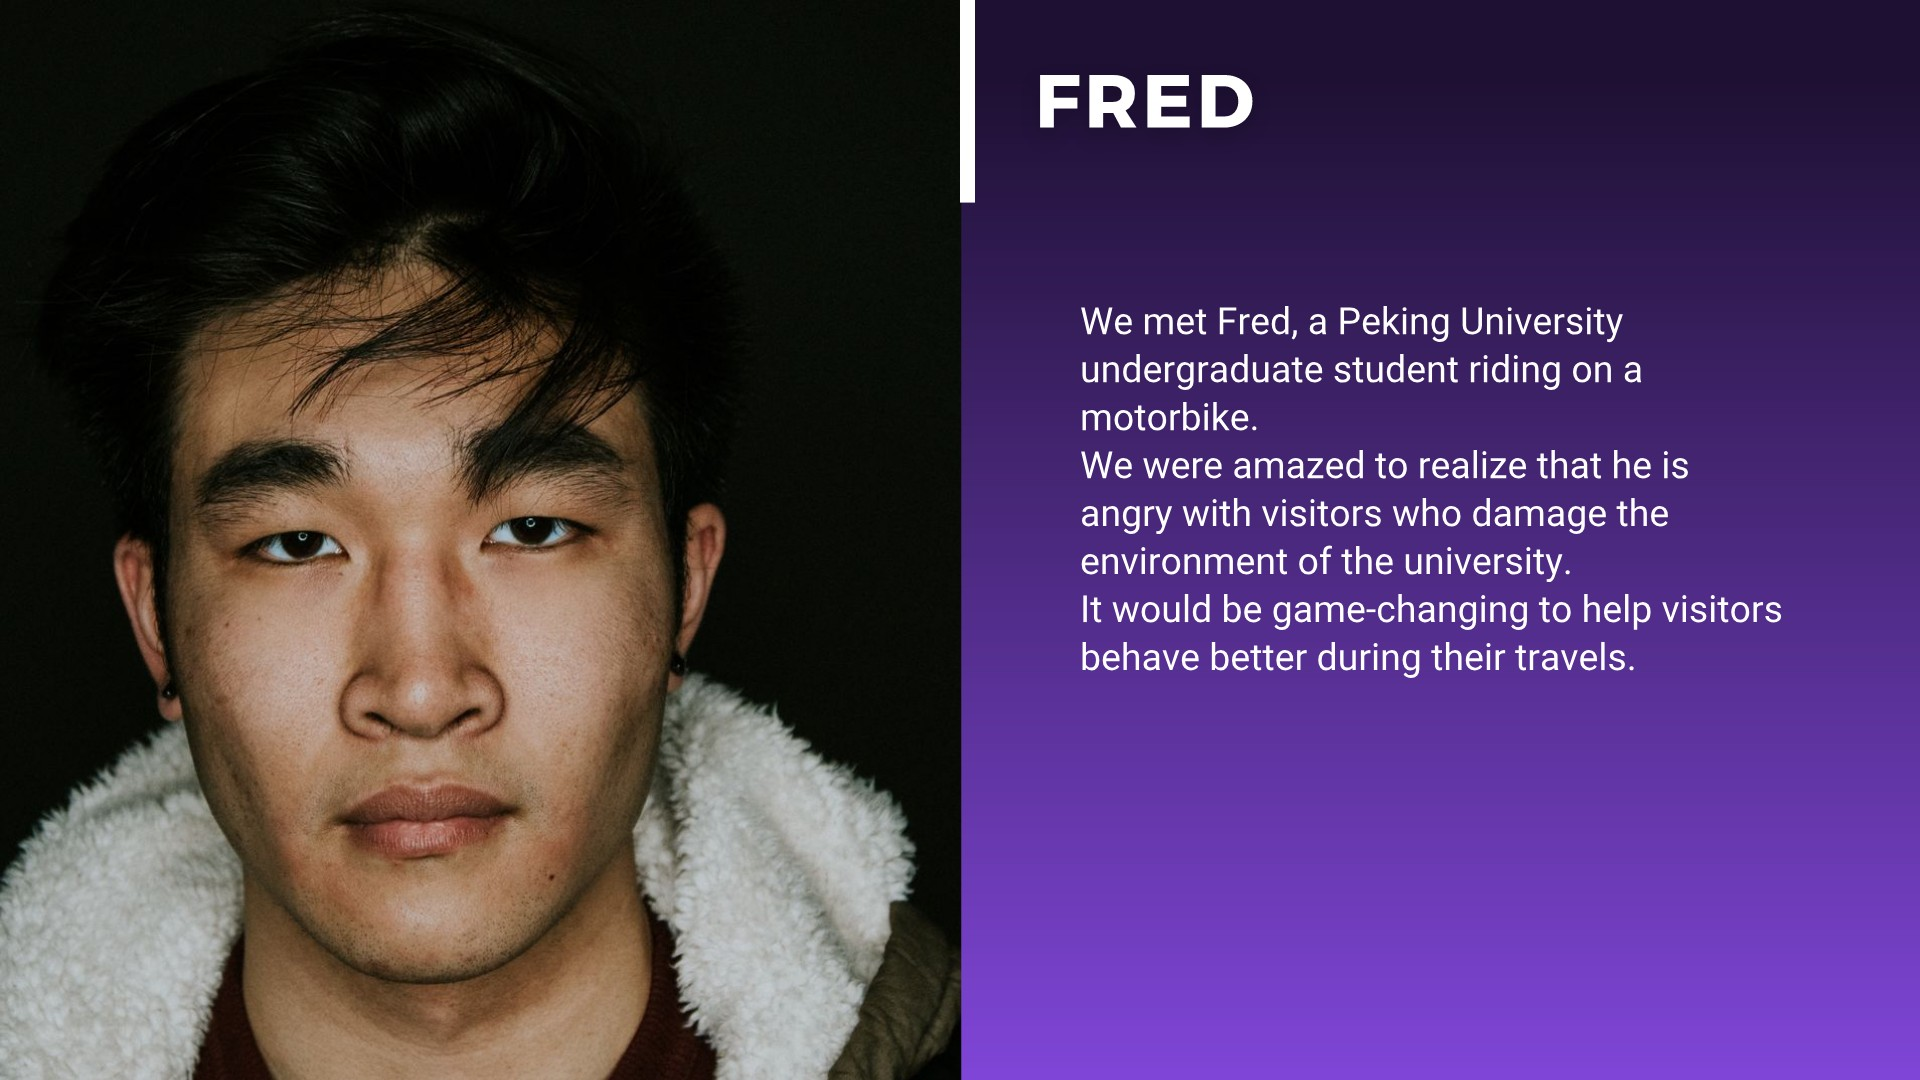 FRED
We met Fred, a Peking University
undergraduate student riding on a
motorbike.
We were amazed to realize that he is
angry with visitors who damage the
environment of the university.
It would be game-changing to help visitors
behave better during their travels.